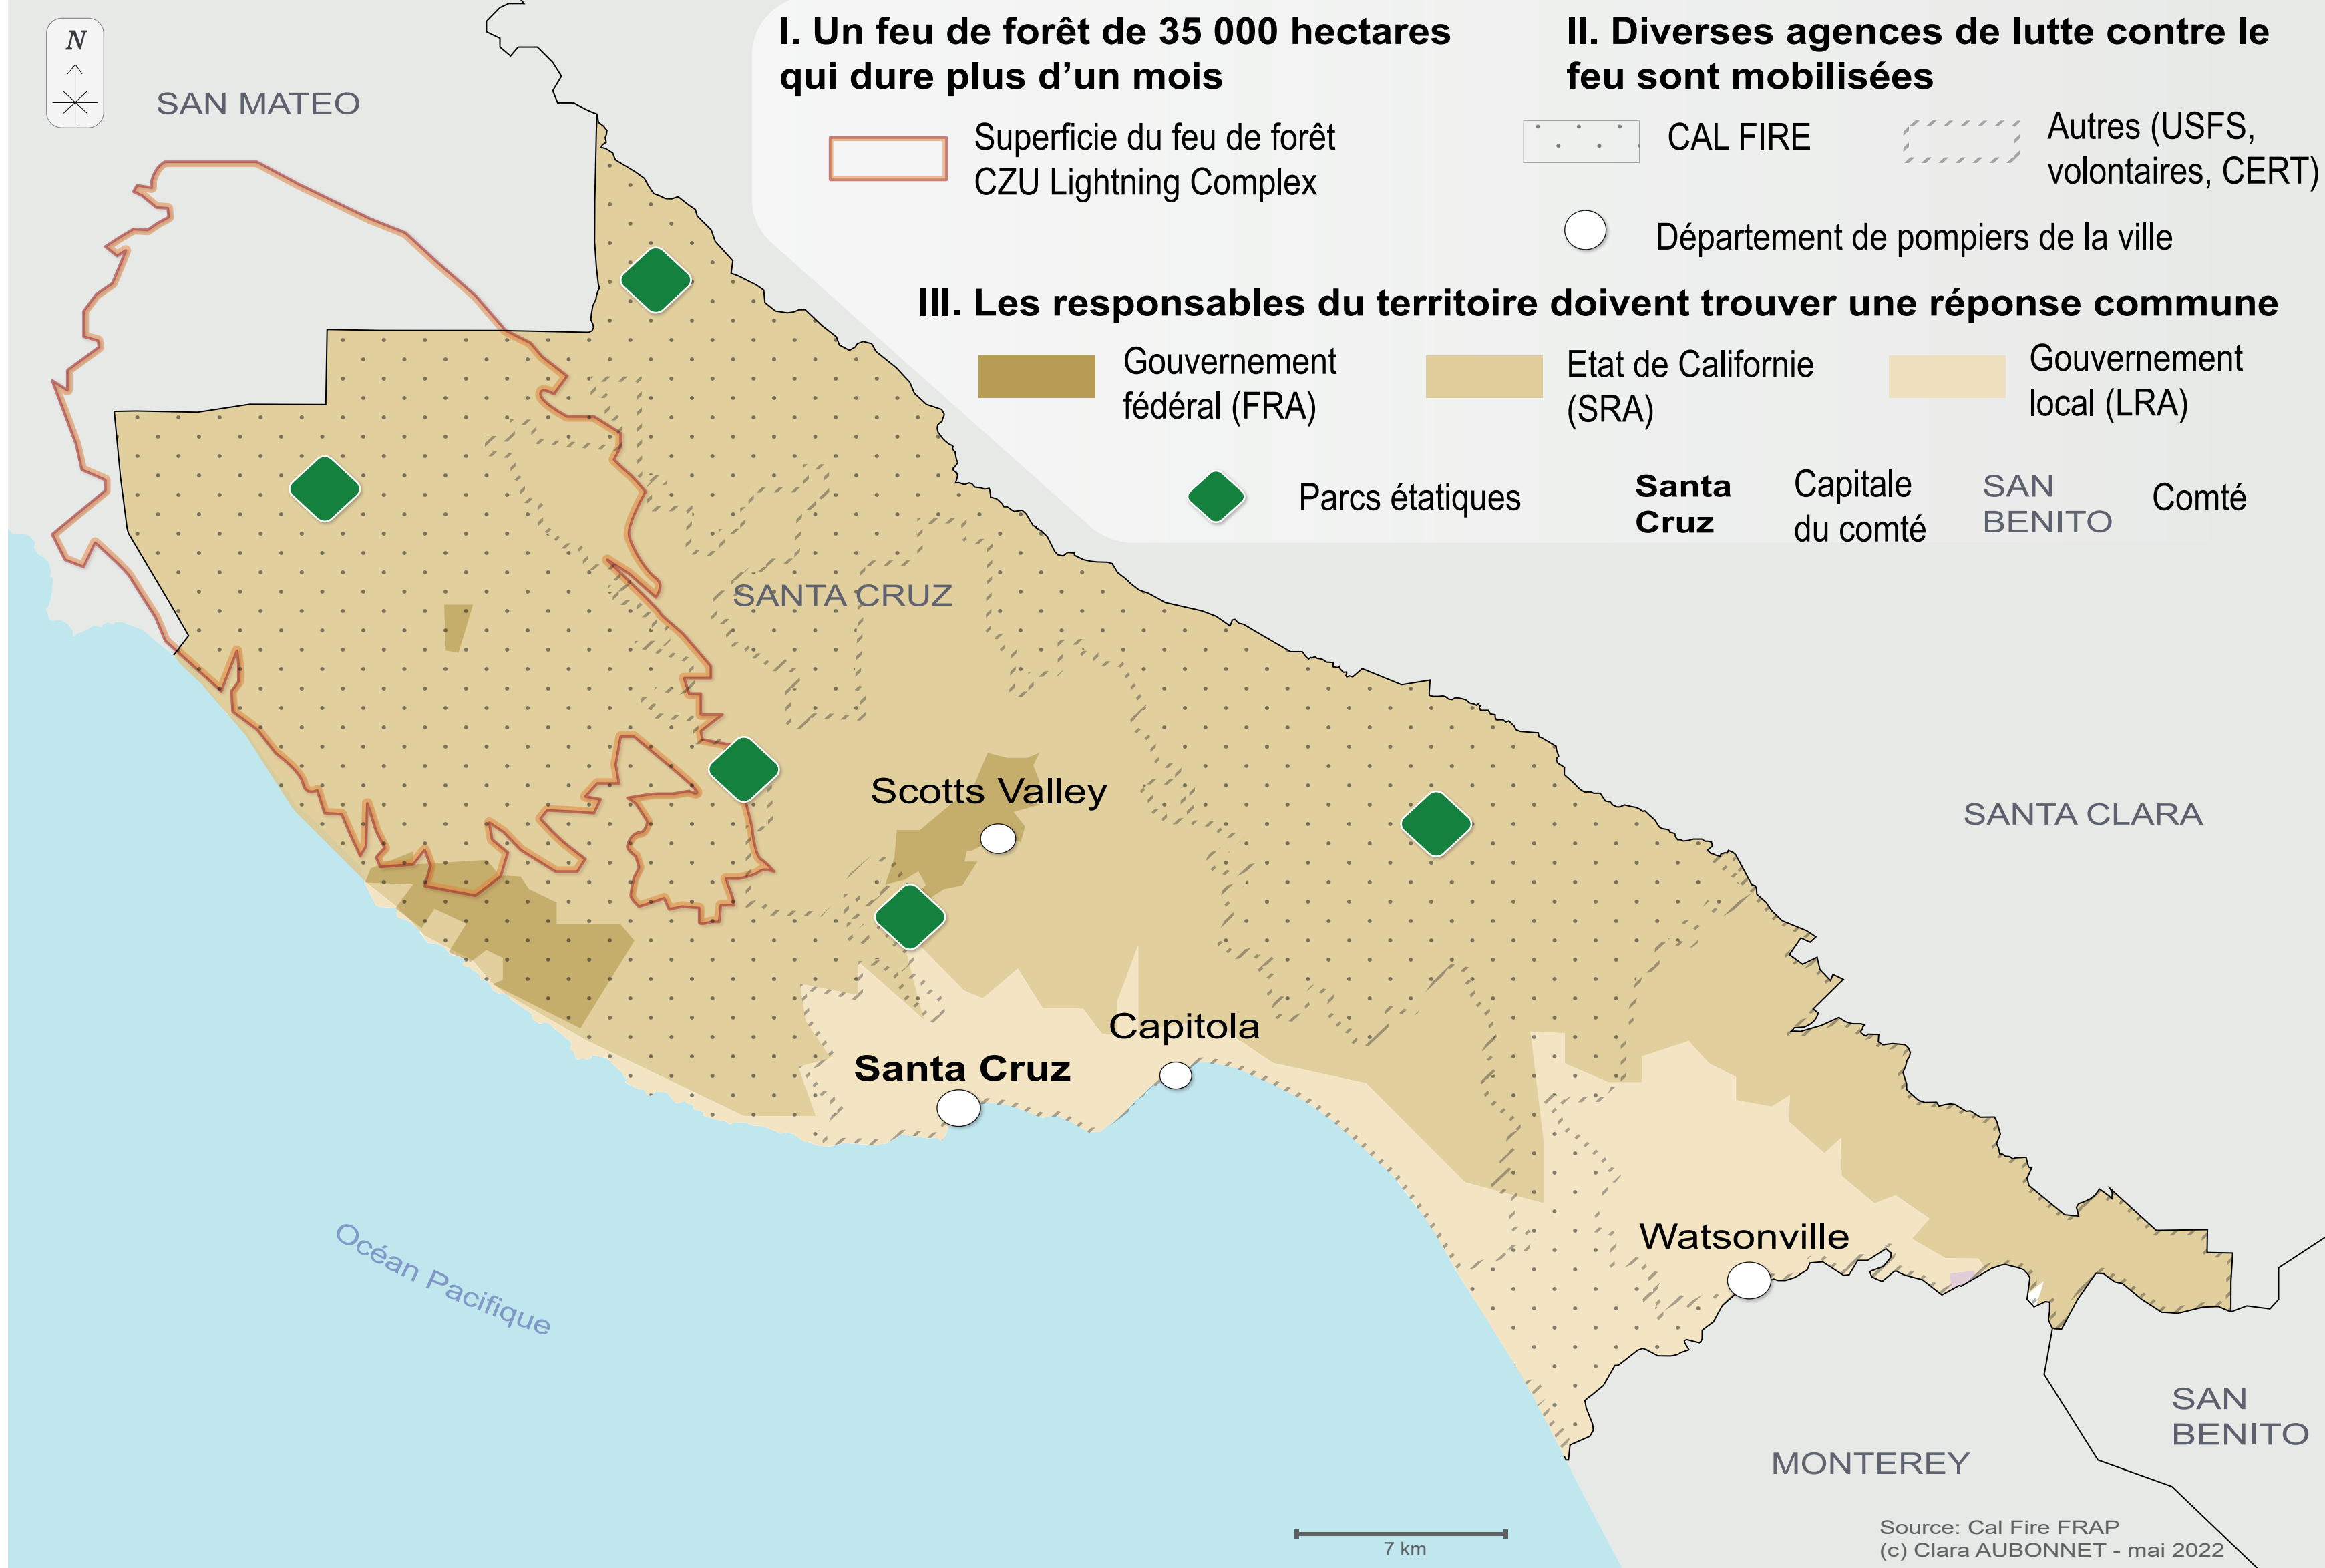 N
SAN MATEO
I. Un feu de forêt de 35 000 hectares
qui dure plus d’un mois
Superficie du feu de forêt
CZU Lightning Complex
II. Diverses agences de lutte contre le
feu sont mobilisées
CAL FIRE
Autres (USFS,
volontaires, CERT)
Département de pompiers de la ville
III. Les responsables du territoire doivent trouver une réponse commune
Gouvernement
fédéral (FRA)
Etat de Californie
(SRA)
Gouvernement
local (LRA)
Parcs étatiques
Santa
Cruz
Capitale
du comté
SAN
BENITO
Comté
SANTA CRUZ
Scotts Valley
SANTA CLARA
Capitola
Santa Cruz
Watsonville
Océan Pacifique
SAN
BENITO
MONTEREY
7 km
Source: Cal Fire FRAP
(c) Clara AUBONNET - mai 2022